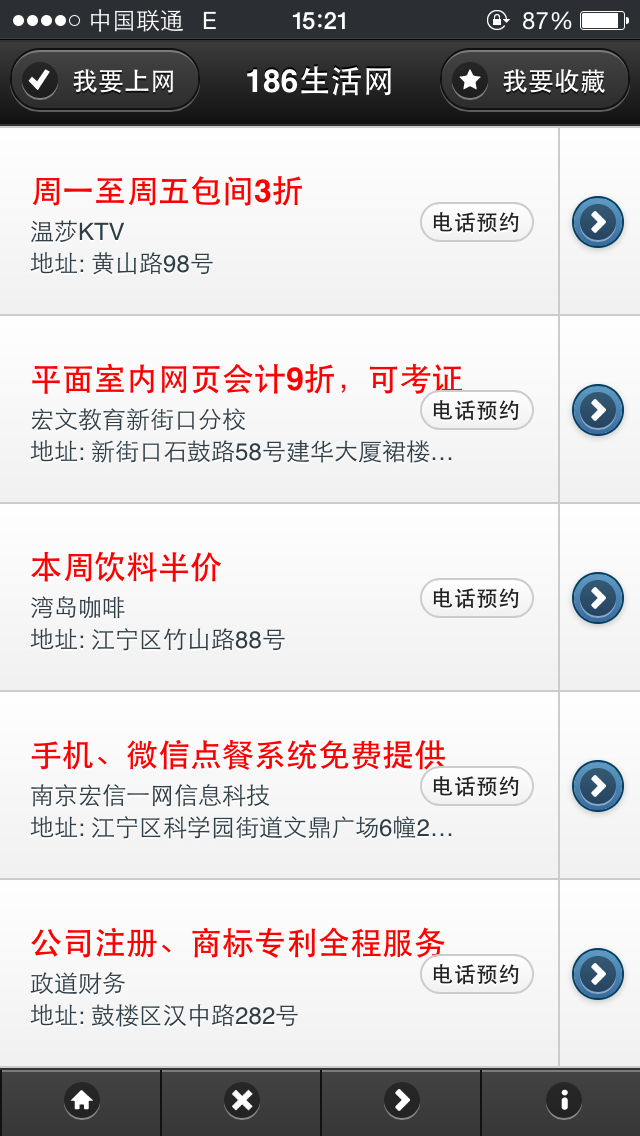 中国联通 E 15:21 87%
我要上网 186生活网 我要收藏
周一至周五包间3折
温莎KTV
地址: 黄山路98号
电话预约
平面室内网页会计9折，可考证
宏文教育新街口分校
地址: 新街口石鼓路58号建华大厦裙楼...
电话预约
本周饮料半价
湾岛咖啡
地址: 江宁区竹山路88号
电话预约
手机、微信点餐系统免费提供
南京宏信一网信息科技
地址: 江宁区科学园街道文鼎广场6幢2...
电话预约
公司注册、商标专利全程服务
政道财务
地址: 鼓楼区汉中路282号
电话预约